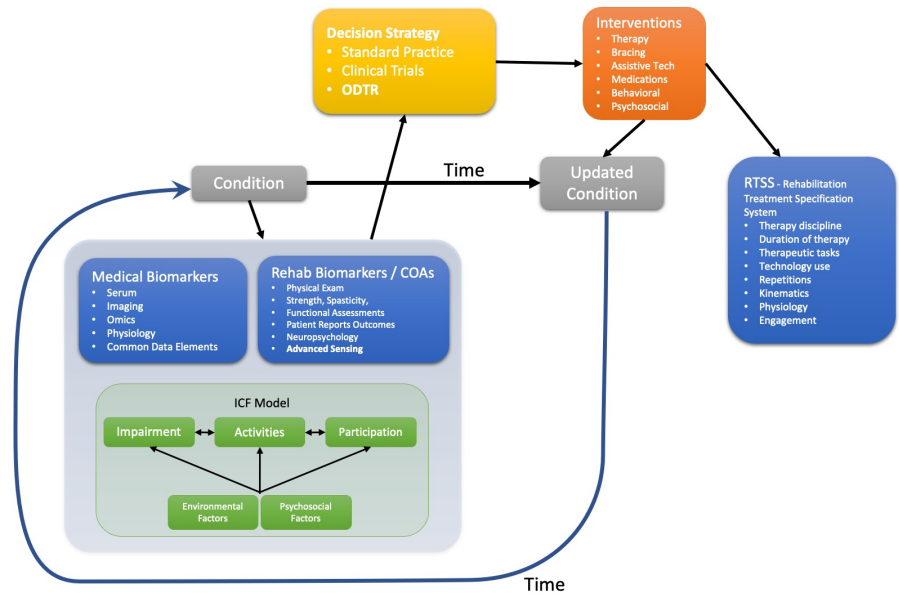 Decision Strategy
• Standard Practice
• Clinical Trials
• ODTR
Interventions
• Therapy
• Bracing
• Assistive Tech
• Medications
• Behavioral
• Psychosocial
Condition
Time
Updated
Condition
RTSS - Rehabilitation
Treatment Specification
System
• Therapy discipline
• Duration of therapy
• Therapeutic tasks
• Technology use
• Repetitions
• Kinematics
• Physiology
• Engagement
Medical Biomarkers
• Serum
• Imaging
• Omics
• Physiology
• Common Data Elements
Rehab Biomarkers / COAs
• Physical Exam
• Strength, Spasticity,
• Functional Assessments
• Patient Reports Outcomes
• Neuropsychology
• Advanced Sensing
ICF Model
Impairment
Activities
Participation
Environmental
Factors
Psychosocial
Factors
Time